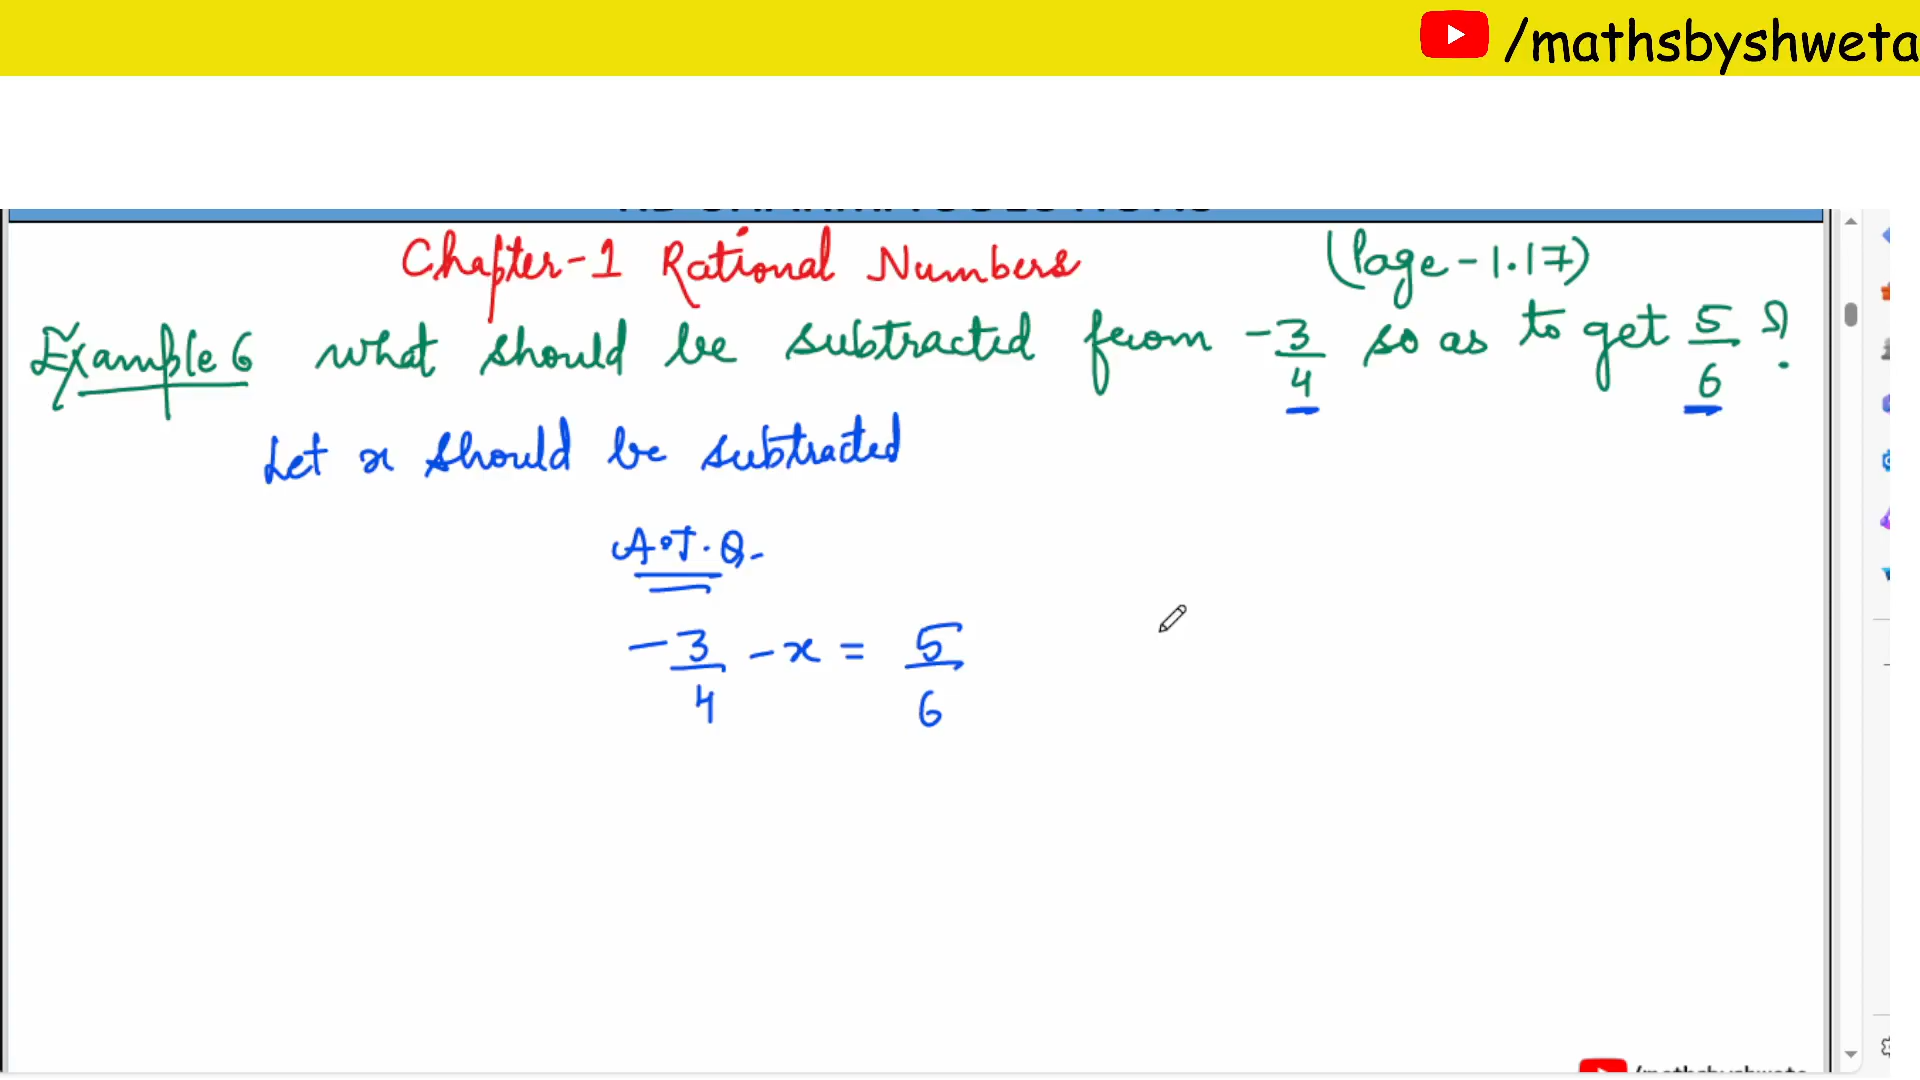 /mathsbyshweta
Chapter-1 Rational Numbers (Page-1.17)
Example 6 what should be subtracted from -3/4 so as to get 5/6 ?
Let x should be subtracted
A.T.Q.
-3/4 - x = 5/6
/mathsbyshweta